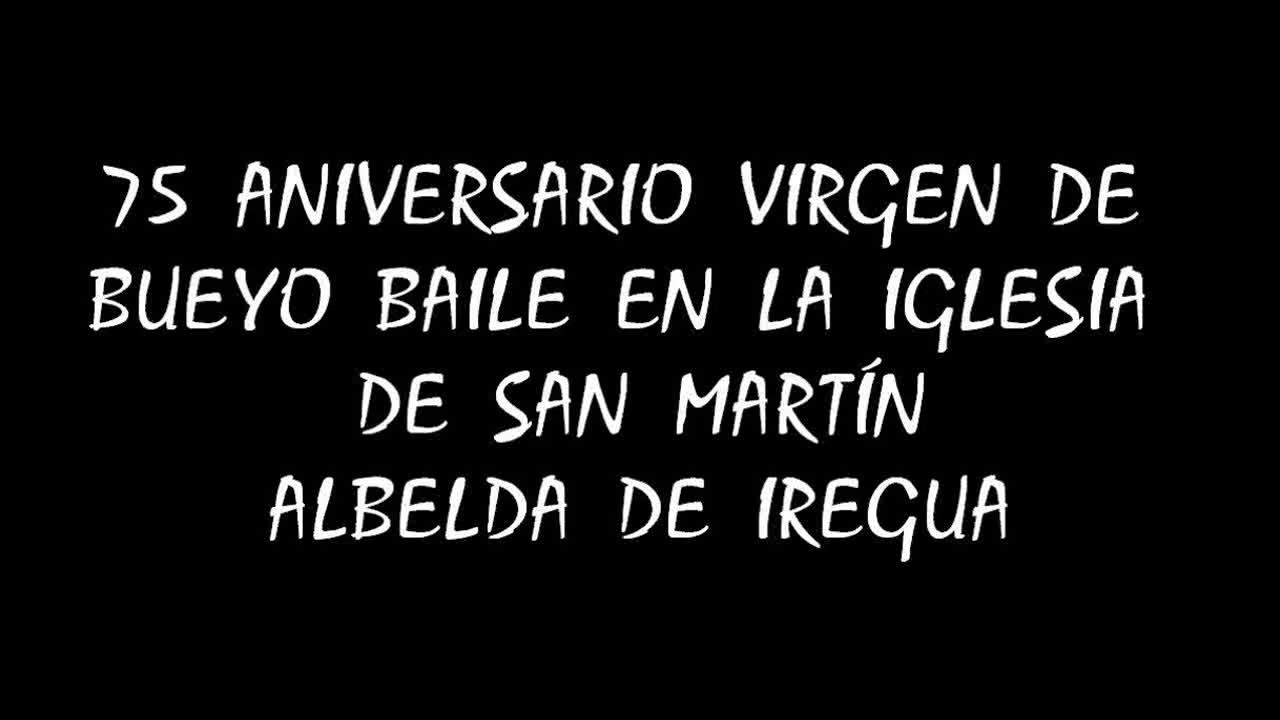 75 ANIVERSARIO VIRGEN DE
BUEYO BAILE EN LA IGLESIA
DE SAN MARTÍN
ALBELDA DE IREGUA